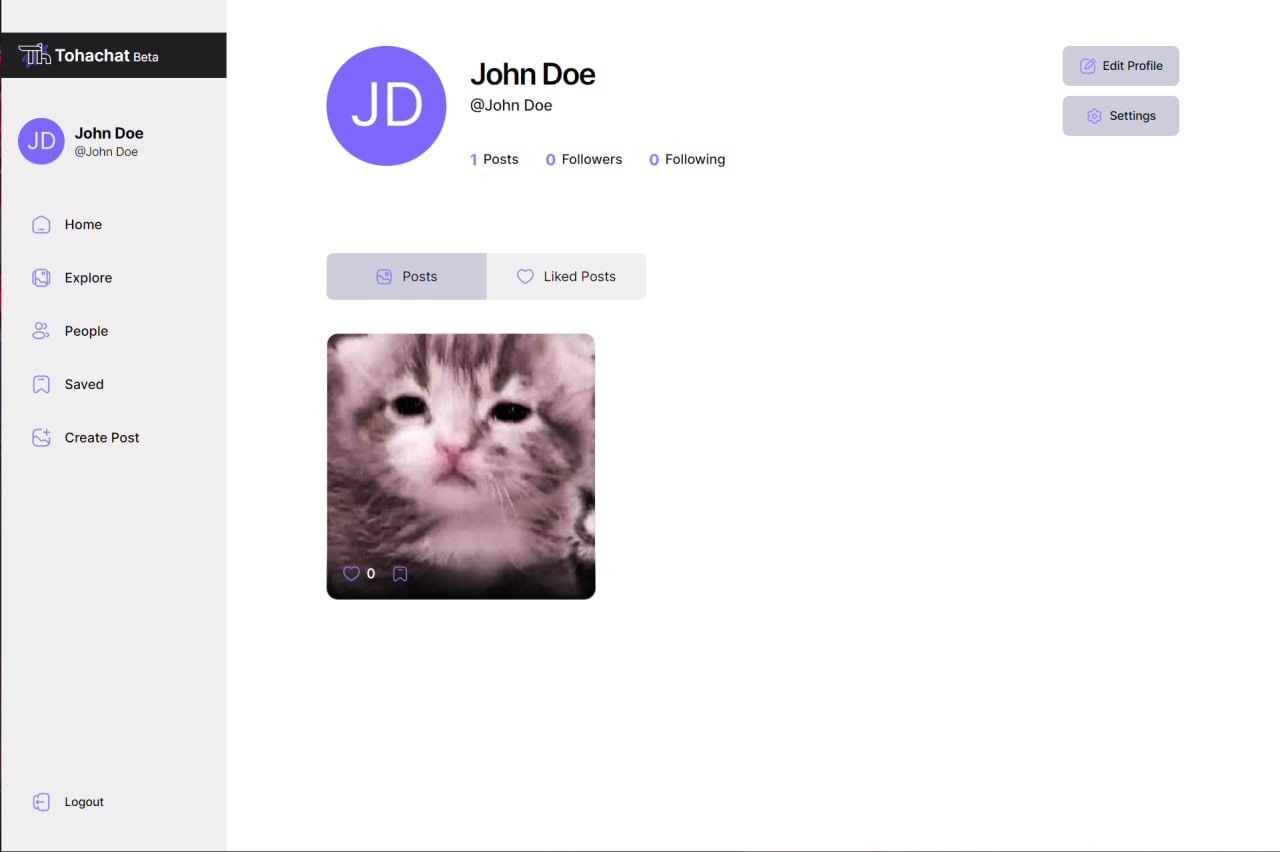 Tohachat Beta
JD
John Doe
@John Doe
Home
Explore
People
Saved
Create Post
Logout
JD
John Doe
@John Doe
1 Posts 0 Followers 0 Following
Edit Profile
Settings
Posts
Liked Posts
0